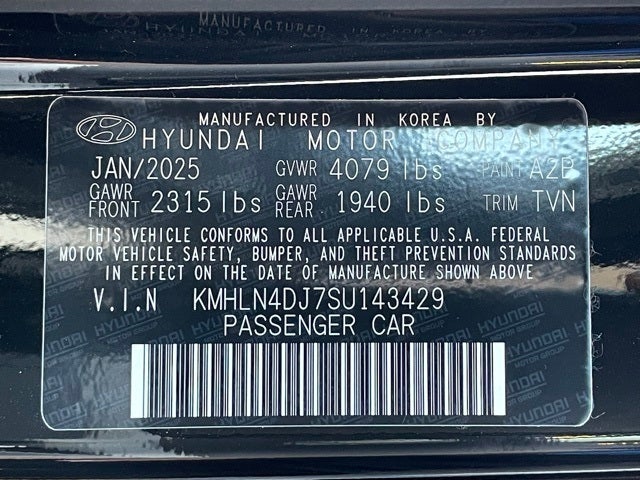 MANUFACTURED IN KOREA BY
HYUNDAI MOTOR COMPANY
JAN/2025 GVWR 4079 lbs PAINT A2B
GAWR FRONT 2315 lbs GAWR REAR 1940 lbs TRIM TVN
THIS VEHICLE CONFORMS TO ALL APPLICABLE U.S.A. FEDERAL
MOTOR VEHICLE SAFETY, BUMPER, AND THEFT PREVENTION STANDARDS
IN EFFECT ON THE DATE OF MANUFACTURE SHOWN ABOVE
V.I.N KMHLN4DJ7SU143429
PASSENGER CAR